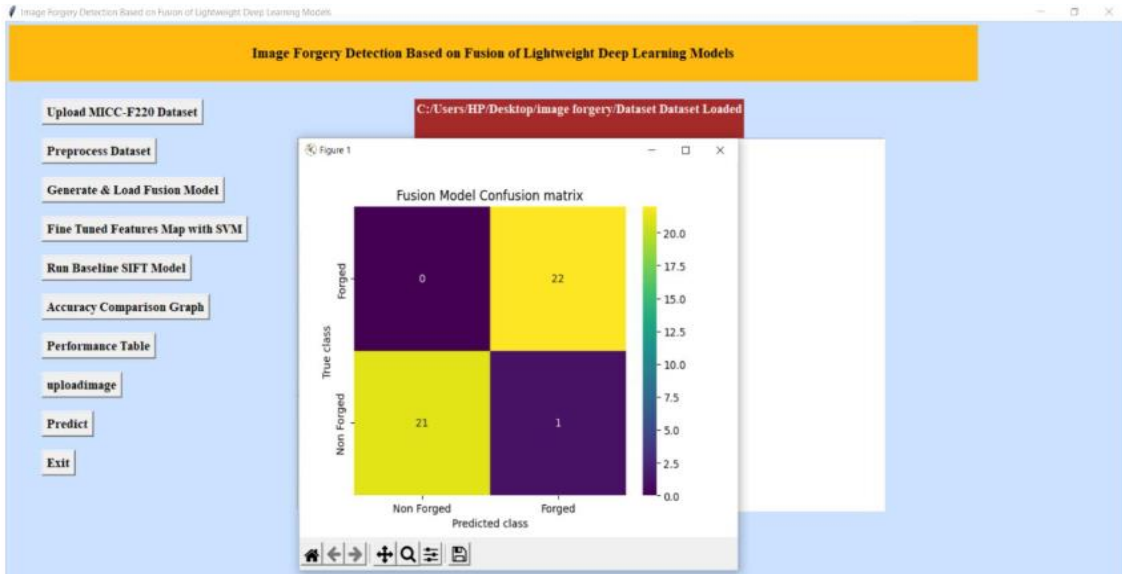 Image Forgery Detection Based on Fusion of Lightweight Deep Learning Models
Image Forgery Detection Based on Fusion of Lightweight Deep Learning Models
Upload MICC-F220 Dataset
C:/Users/HP/Desktop/image forgery/Dataset Dataset Loaded
Preprocess Dataset
Generate & Load Fusion Model
Fine Tuned Features Map with SVM
Run Baseline SIFT Model
Accuracy Comparison Graph
Performance Table
uploadimage
Predict
Exit
Figure 1
Fusion Model Confusion matrix
True class
Forged
Non Forged
0
22
21
1
Non Forged
Forged
Predicted class
20.0
17.5
15.0
12.5
10.0
7.5
5.0
2.5
0.0